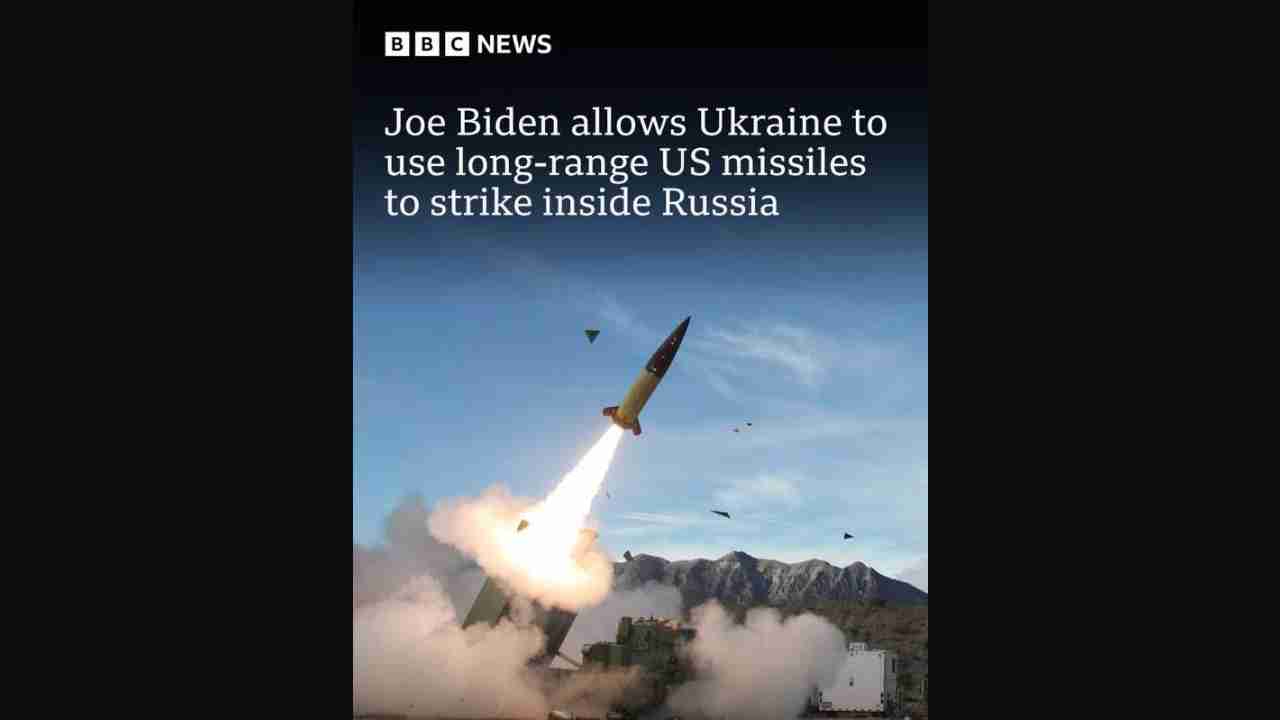 BBC NEWS
Joe Biden allows Ukraine to
use long-range US missiles
to strike inside Russia